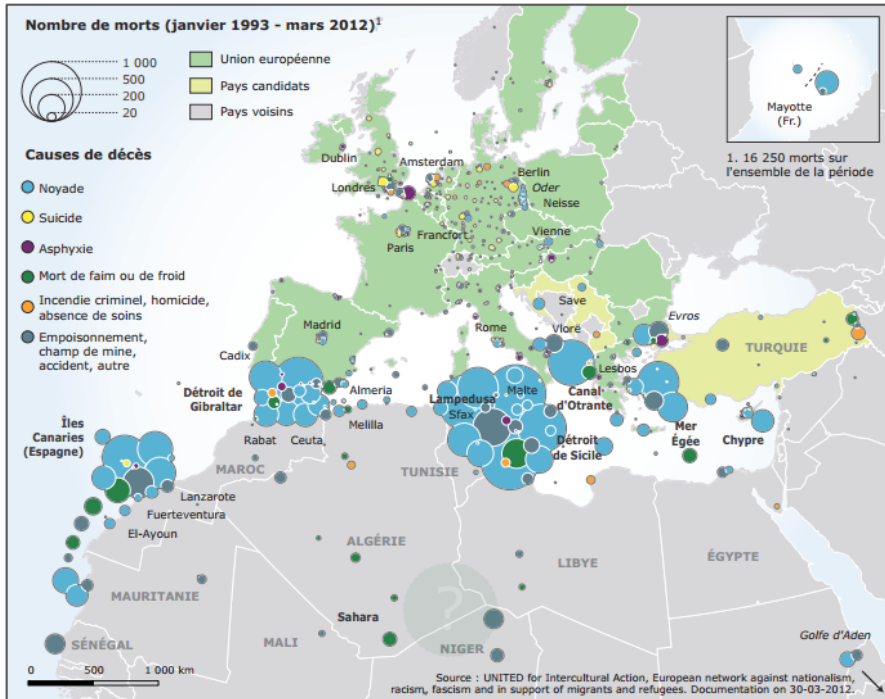 Nombre de morts (janvier 1993 - mars 2012)¹
1 000
500
200
20
Union européenne
Pays candidats
Pays voisins
Mayotte
(Fr.)
1. 16 250 morts sur
l'ensemble de la période
Causes de décès
Noyade
Suicide
Asphyxie
Mort de faim ou de froid
Incendie criminel, homicide,
absence de soins
Empoisonnement,
champ de mine,
accident, autre
Dublin
Amsterdam
Londres
Berlin
Oder
Neisse
Paris
Francfort
Vienne
Save
Madrid
Rome
Vlorë
Evros
Cadix
TURQUIE
Détroit de
Gibraltar
Almeria
Lampedusa
Malte
Sfax
Canal
d'Otrante
Lesbos
Îles
Canaries
(Espagne)
Rabat
Ceuta
Melilla
Détroit
de Sicile
Mer
Égée
Chypre
MAROC
TUNISIE
Lanzarote
Fuerteventura
El-Ayoun
ALGÉRIE
LIBYE
ÉGYPTE
MAURITANIE
?
Sahara
SÉNÉGAL
MALI
NIGER
Golfe d'Aden
0 500 1 000 km
Source : UNITED for Intercultural Action, European network against nationalism,
racism, fascism and in support of migrants and refugees. Documentation on 30-03-2012.